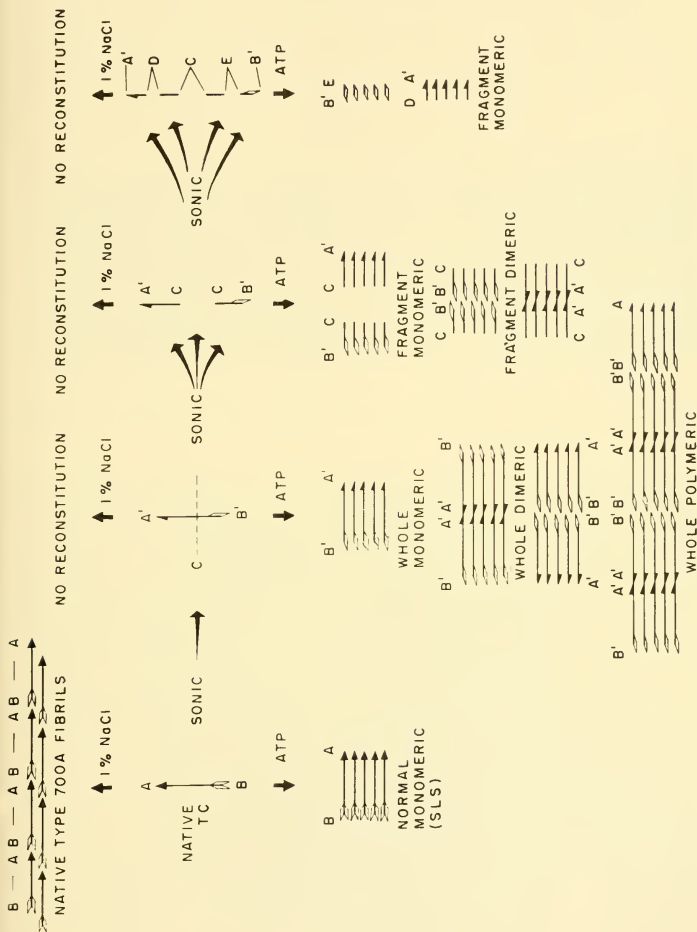 B — AB — AB — AB — A
NATIVE TYPE 700A FIBRILS
NO RECONSTITUTION
NO RECONSTITUTION
NO RECONSTITUTION
1% NaCl
1% NaCl
1% NaCl
1% NaCl
A
NATIVE
TC
B
SONIC
A'
C
B'
SONIC
A'
C
C
B'
SONIC
A'
D
C
E
B'
ATP
ATP
ATP
ATP
B A
NORMAL
MONOMERIC
(SLS)
B' A'
WHOLE
MONOMERIC
B' A'A' B'
WHOLE DIMERIC
A' B'B' A'
B' A'A' B'B' A'A' B'B' A
WHOLE POLYMERIC
B' C C A'
FRAGMENT
MONOMERIC
C B'B' C
FRAGMENT DIMERIC
C A'A' C
B' E
D A'
FRAGMENT
MONOMERIC